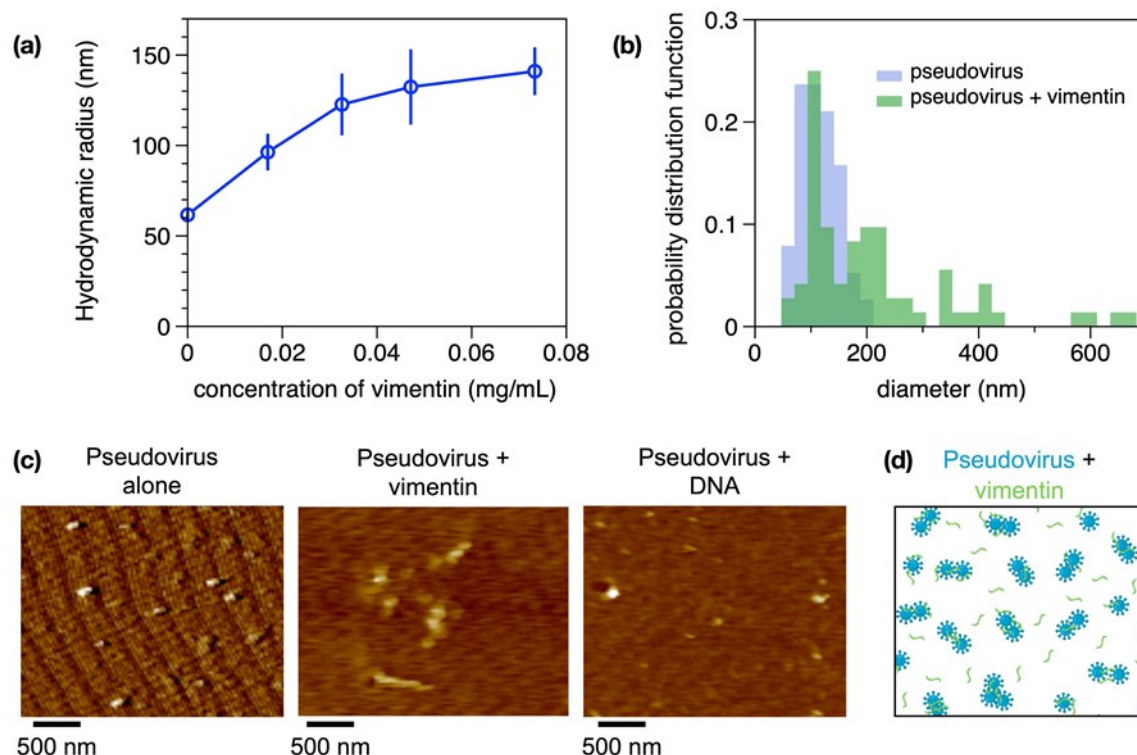 (a)
150
100
50
0
Hydrodynamic radius (nm)
0 0.02 0.04 0.06 0.08
concentration of vimentin (mg/mL)
(b)
0.3
0.2
0.1
0
probability distribution function
pseudovirus
pseudovirus + vimentin
0 200 400 600
diameter (nm)
(c)
Pseudovirus
alone
500 nm
Pseudovirus +
vimentin
500 nm
Pseudovirus +
DNA
500 nm
(d)
Pseudovirus +
vimentin